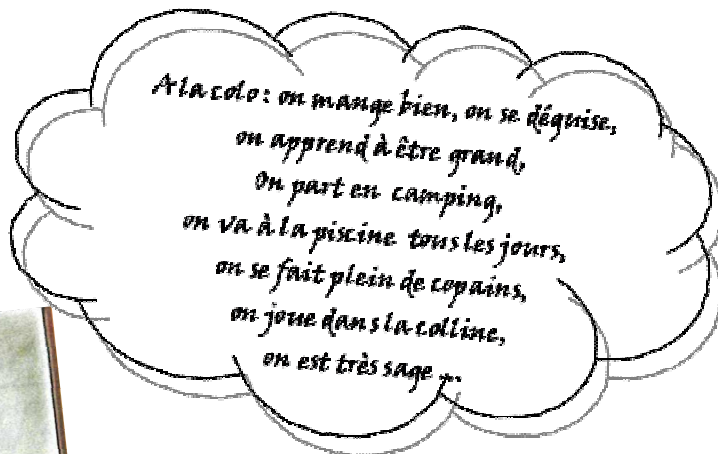 A la colo : on mange bien, on se déguise,
on apprend à être grand,
On part en camping,
on va à la piscine tous les jours,
on se fait plein de copains,
on joue dans la colline,
on est très sage ...